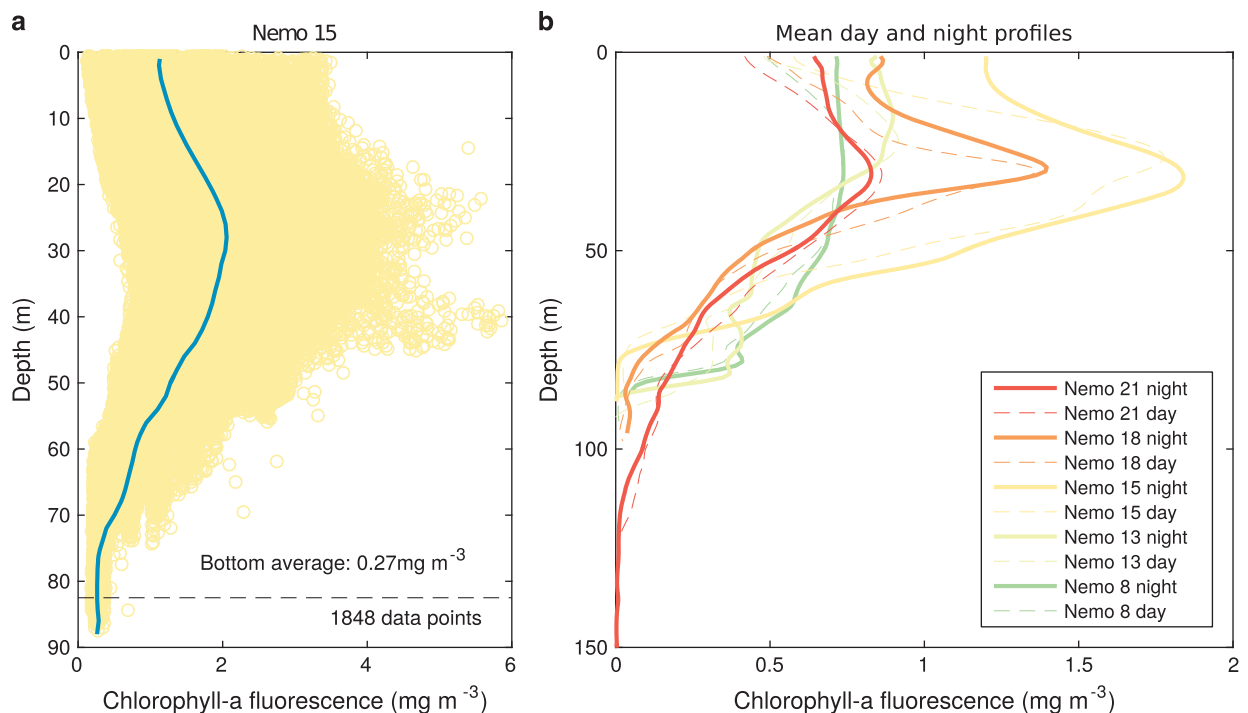 a
Nemo 15
0
10
20
30
40
50
60
70
80
90
Depth (m)
Bottom average: 0.27mg m⁻³
1848 data points
0
2
4
6
Chlorophyll-a fluorescence (mg m⁻³)
b
Mean day and night profiles
0
50
100
150
Depth (m)
Nemo 21 night
Nemo 21 day
Nemo 18 night
Nemo 18 day
Nemo 15 night
Nemo 15 day
Nemo 13 night
Nemo 13 day
Nemo 8 night
Nemo 8 day
0
0.5
1
1.5
2
Chlorophyll-a fluorescence (mg m⁻³)